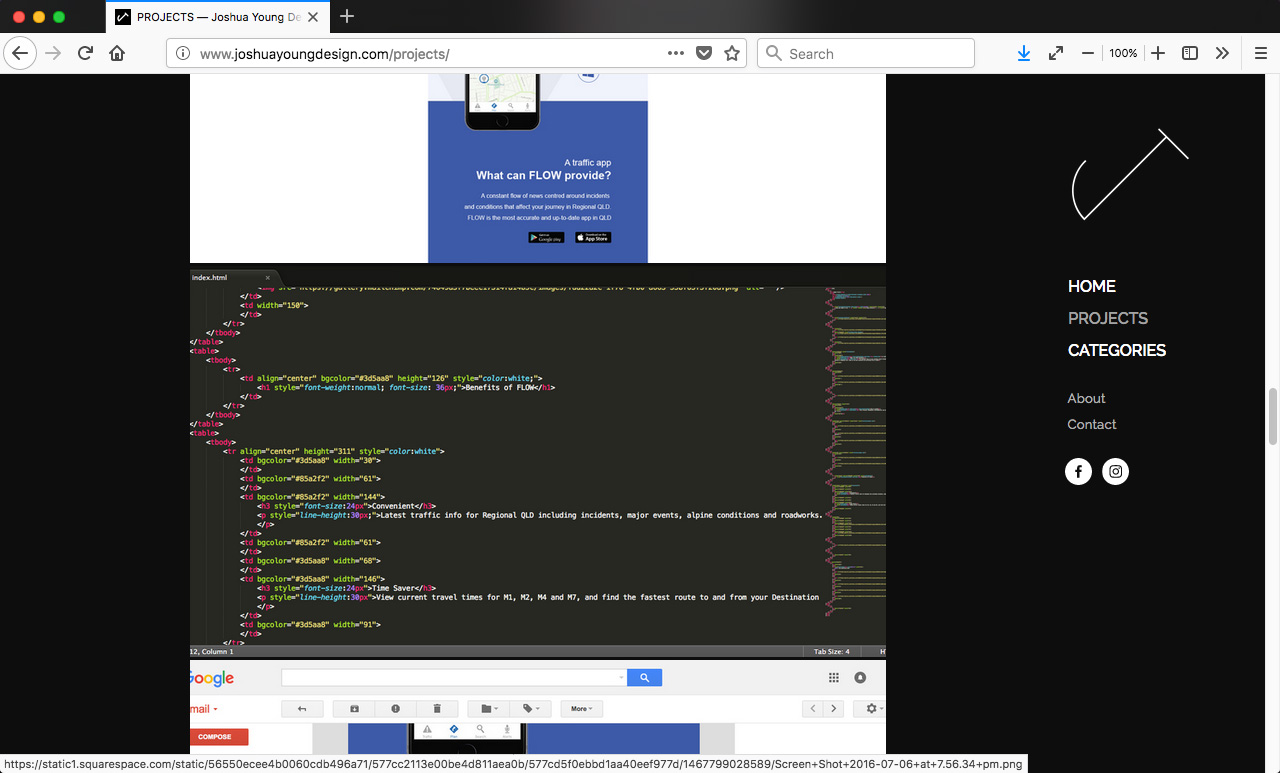 PROJECTS — Joshua Young De
www.joshuayoungdesign.com/projects/
Search
100%
A traffic app
What can FLOW provide?
A constant flow of news centred around incidents
and conditions that affect your journey in Regional QLD.
FLOW is the most accurate and up-to-date app in QLD
Google play
App Store
HOME
PROJECTS
CATEGORIES
About
Contact
index.html
</td>
<td width="150">
</td>
</tr>
</tbody>
</table>
<table>
<tbody>
<tr>
<td align="center" bgcolor="#3d5aa8" height="126" style="color:white;">
<h1 style="font-weight:normal; font-size: 36px;">Benefits of FLOW</h1>
</td>
</tr>
</tbody>
</table>
<table>
<tbody>
<tr align="center" height="311" style="color:white">
<td bgcolor="#3d5aa8" width="30">
</td>
<td bgcolor="#85a2f2" width="61">
</td>
<td bgcolor="#85a2f2" width="144">
<h3 style="font-size:24px">Convenient</h3>
<p style="line-height:30px;">Latest traffic info for Regional QLD including incidents, major events, alpine conditions and roadworks.
</p>
<td bgcolor="#85a2f2" width="61">
</td>
<td bgcolor="#3d5aa8" width="68">
</td>
<td bgcolor="#3d5aa8" width="146">
<h3 style="font-size:24px">Time Saver</h3>
<p style="line-height:30px">View current travel times for M1, M2, M4 and M7, and find the fastest route to and from your Destination
</p>
</td>
<td bgcolor="#3d5aa8" width="91">
</td>
</tr>
12, Column 1
Tab Size: 4
Google
mail
More
COMPOSE
https://static1.squarespace.com/static/56550ecee4b0060cdb496a71/577cc2113e00be4d811aea0b/577cd5f0ebbd1aa40eef977d/1467799028589/Screen+Shot+2016-07-06+at+7.56.34+pm.png